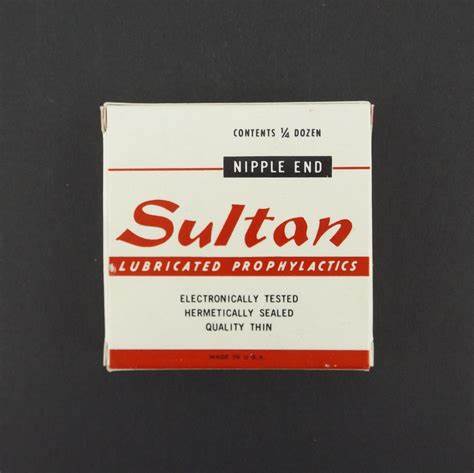 CONTENTS ¼ DOZEN
NIPPLE END
Sultan
LUBRICATED PROPHYLACTICS
ELECTRONICALLY TESTED
HERMETICALLY SEALED
QUALITY THIN
MADE IN U.S.A.